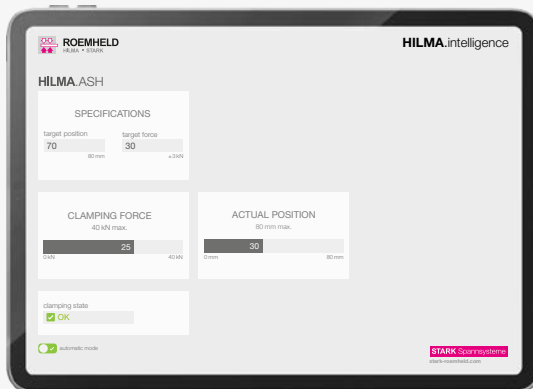 ROEMHELD
HILMA • STARK
HILMA.intelligence
HILMA.ASH
SPECIFICATIONS
target position target force
70 30
80 mm ± 3 kN
CLAMPING FORCE
40 kN max.
25
0 kN 40 kN
ACTUAL POSITION
80 mm max.
30
0 mm 80 mm
clamping state
OK
automatic mode
STARK Spannsysteme
stark-roemheld.com